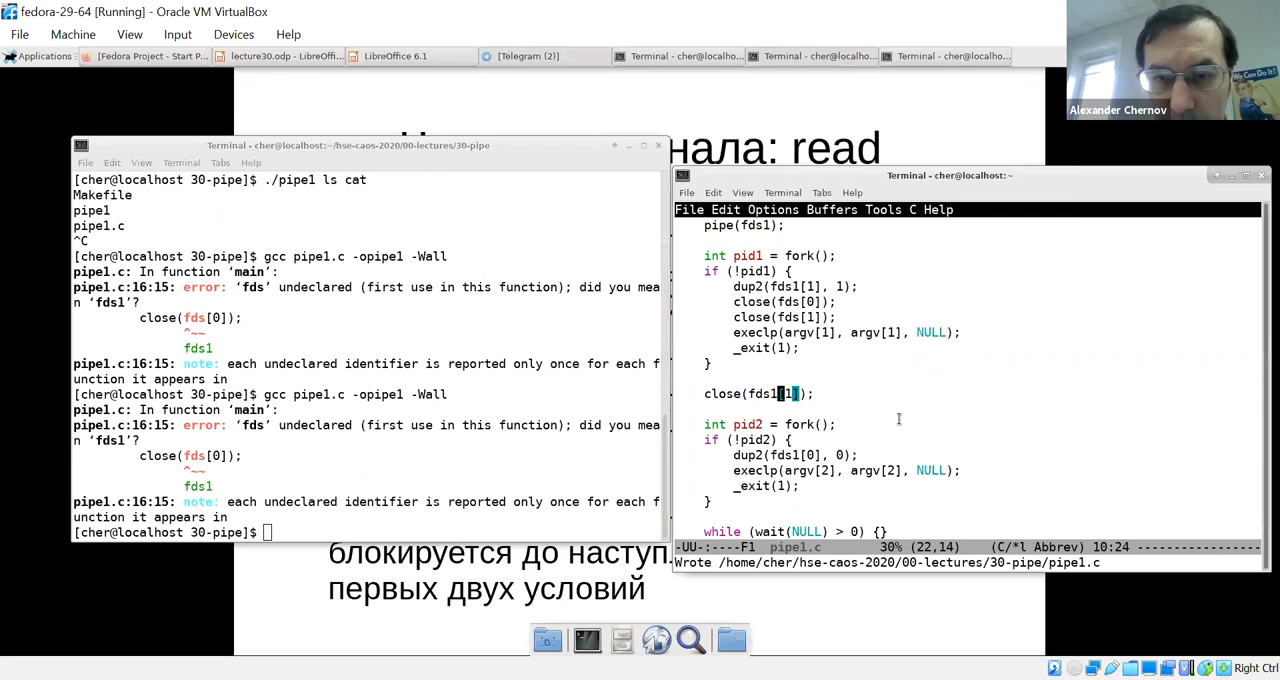 fedora-29-64 [Running] - Oracle VM VirtualBox
File Machine View Input Devices Help
Applications
[Fedora Project - Start P...
lecture30.odp - LibreOffi...
LibreOffice 6.1
[Telegram (2)]
Terminal - cher@localho...
Terminal - cher@localho...
Terminal - cher@localho...
We Can Do It!
Alexander Chernov
нала: read
Terminal - cher@localhost:~/hse-caos-2020/00-lectures/30-pipe
File Edit View Terminal Tabs Help
[cher@localhost 30-pipe]$ ./pipe1 ls cat
Makefile
pipe1
pipe1.c
^C
[cher@localhost 30-pipe]$ gcc pipe1.c -opipe1 -Wall
pipe1.c: In function ‘main’:
pipe1.c:16:15: error: ‘fds’ undeclared (first use in this function); did you mea
n ‘fds1’?
close(fds[0]);
^~~
fds1
pipe1.c:16:15: note: each undeclared identifier is reported only once for each f
unction it appears in
[cher@localhost 30-pipe]$ gcc pipe1.c -opipe1 -Wall
pipe1.c: In function ‘main’:
pipe1.c:16:15: error: ‘fds’ undeclared (first use in this function); did you mea
n ‘fds1’?
close(fds[0]);
^~~
fds1
pipe1.c:16:15: note: each undeclared identifier is reported only once for each f
unction it appears in
[cher@localhost 30-pipe]$
Terminal - cher@localhost:~
File Edit View Terminal Tabs Help
File Edit Options Buffers Tools C Help
pipe(fds1);
int pid1 = fork();
if (!pid1) {
dup2(fds1[1], 1);
close(fds[0]);
close(fds[1]);
execlp(argv[1], argv[1], NULL);
_exit(1);
}
close(fds1[1]);
int pid2 = fork();
if (!pid2) {
dup2(fds1[0], 0);
execlp(argv[2], argv[2], NULL);
_exit(1);
}
while (wait(NULL) > 0) {}
-UU-:----F1 pipe1.c 30% (22,14) (C/*l Abbrev) 10:24 ------------------
Wrote /home/cher/hse-caos-2020/00-lectures/30-pipe/pipe1.c
блокируется до наступл
первых двух условий
Right Ctrl